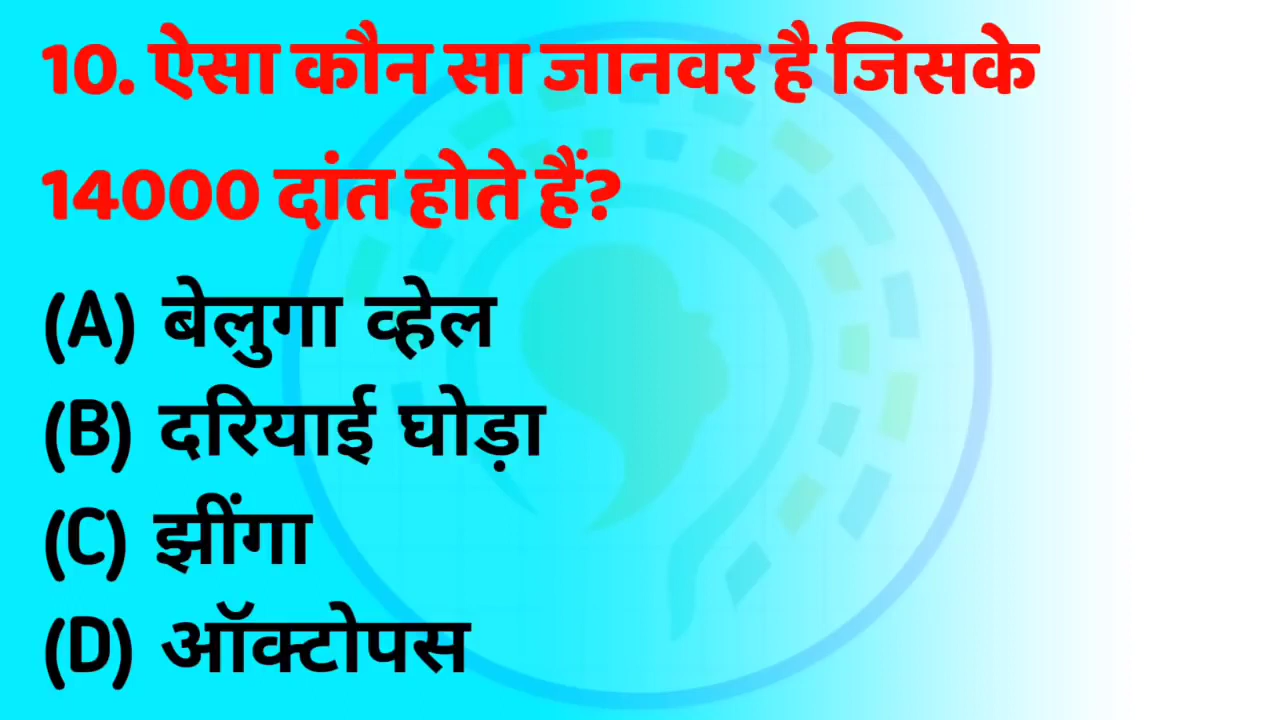 10. ऐसा कौन सा जानवर है जिसके
14000 दांत होते हैं?
(A) बेलुगा व्हेल
(B) दरियाई घोड़ा
(C) झींगा
(D) ऑक्टोपस